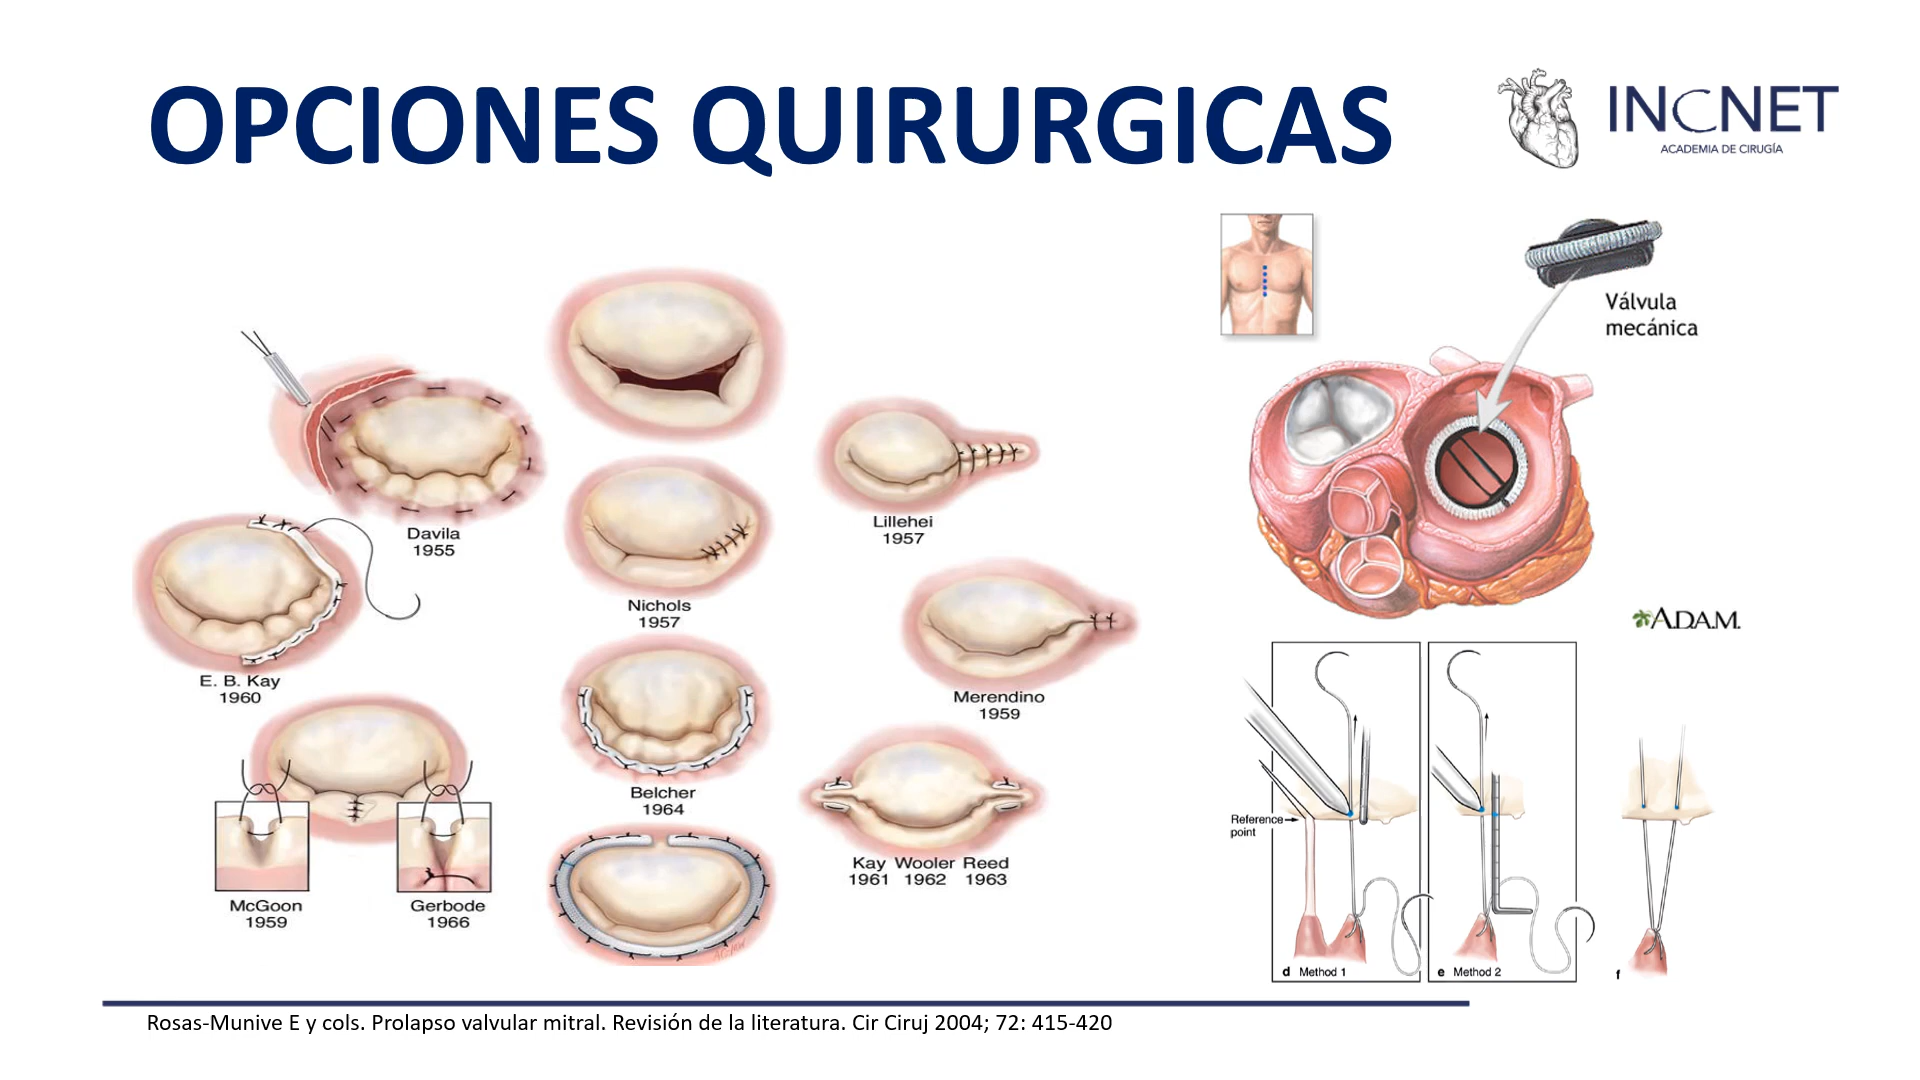 OPCIONES QUIRURGICAS
INCNET
ACADEMIA DE CIRUGÍA
Davila
1955
Lillehei
1957
Nichols
1957
E. B. Kay
1960
Merendino
1959
Belcher
1964
Kay Wooler Reed
1961 1962 1963
McGoon
1959
Gerbode
1966
Válvula
mecánica
A.D.A.M.
Reference
point
d Method 1
e Method 2
f
Rosas-Munive E y cols. Prolapso valvular mitral. Revisión de la literatura. Cir Ciruj 2004; 72: 415-420